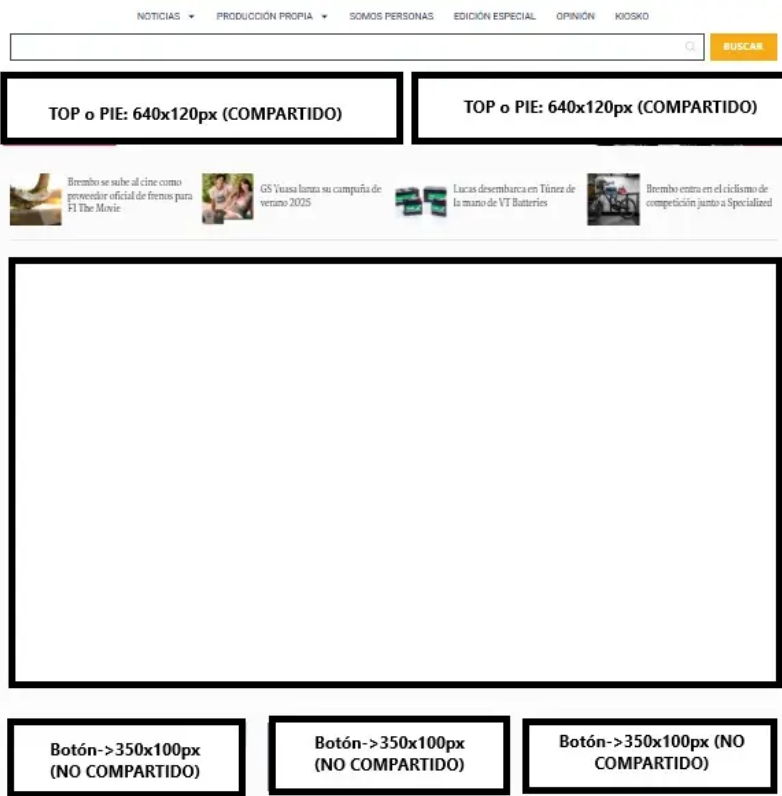 NOTICIAS PRODUCCIÓN PROPIA SOMOS PERSONAS EDICIÓN ESPECIAL OPINIÓN KIOSKO
BUSCAR
TOP o PIE: 640x120px (COMPARTIDO)
TOP o PIE: 640x120px (COMPARTIDO)
Brembo se sube al cine como
proveedor oficial de frenos para
F1 The Movie
GS Yuasa lanza su campaña de
verano 2025
Lucas desembarca en Túnez de
la mano de VT Batteries
Brembo entra en el ciclismo de
competición junto a Specialized
Botón->350x100px
(NO COMPARTIDO)
Botón->350x100px
(NO COMPARTIDO)
Botón->350x100px (NO
COMPARTIDO)